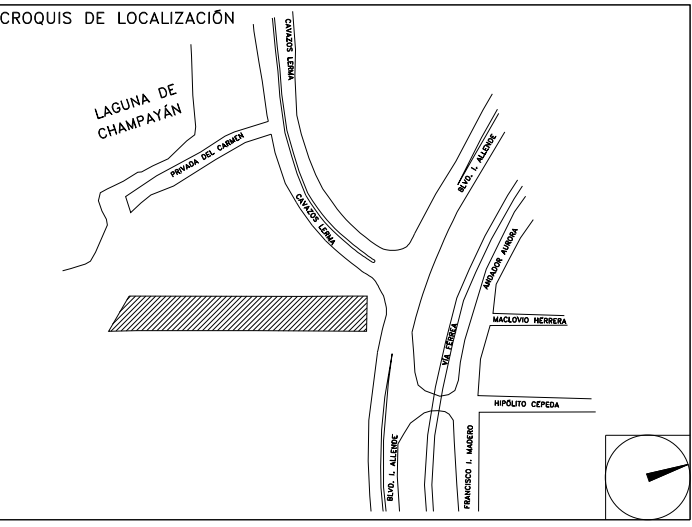 CROQUIS DE LOCALIZACIÓN
LAGUNA DE
CHAMPAYÁN
PRIVADA DEL CARMEN
CAVAZOS LERMA
CAVAZOS LERMA
BLVD. I. ALLENDE
ANDADOR AURORA
VÍA FÉRREA
MACLOVIO HERRERA
HIPÓLITO CEPEDA
BLVD. I. ALLENDE
FRANCISCO I. MADERO